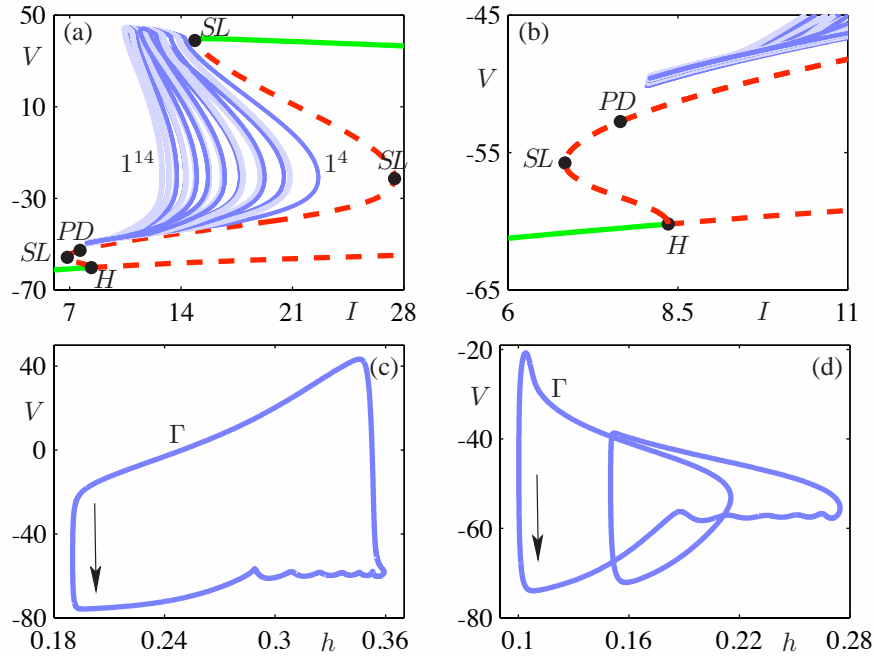 50
10
-30
-70
V
(a)
SL
1^14
1^4
SL
PD
SL
H
7
14
21
I
28
-45
-55
-65
V
(b)
PD
SL
H
6
8.5
I
11
40
0
-40
-80
V
(c)
Γ
0.18
0.24
0.3
h
0.36
-20
-40
-60
-80
V
(d)
Γ
0.1
0.16
0.22
h
0.28